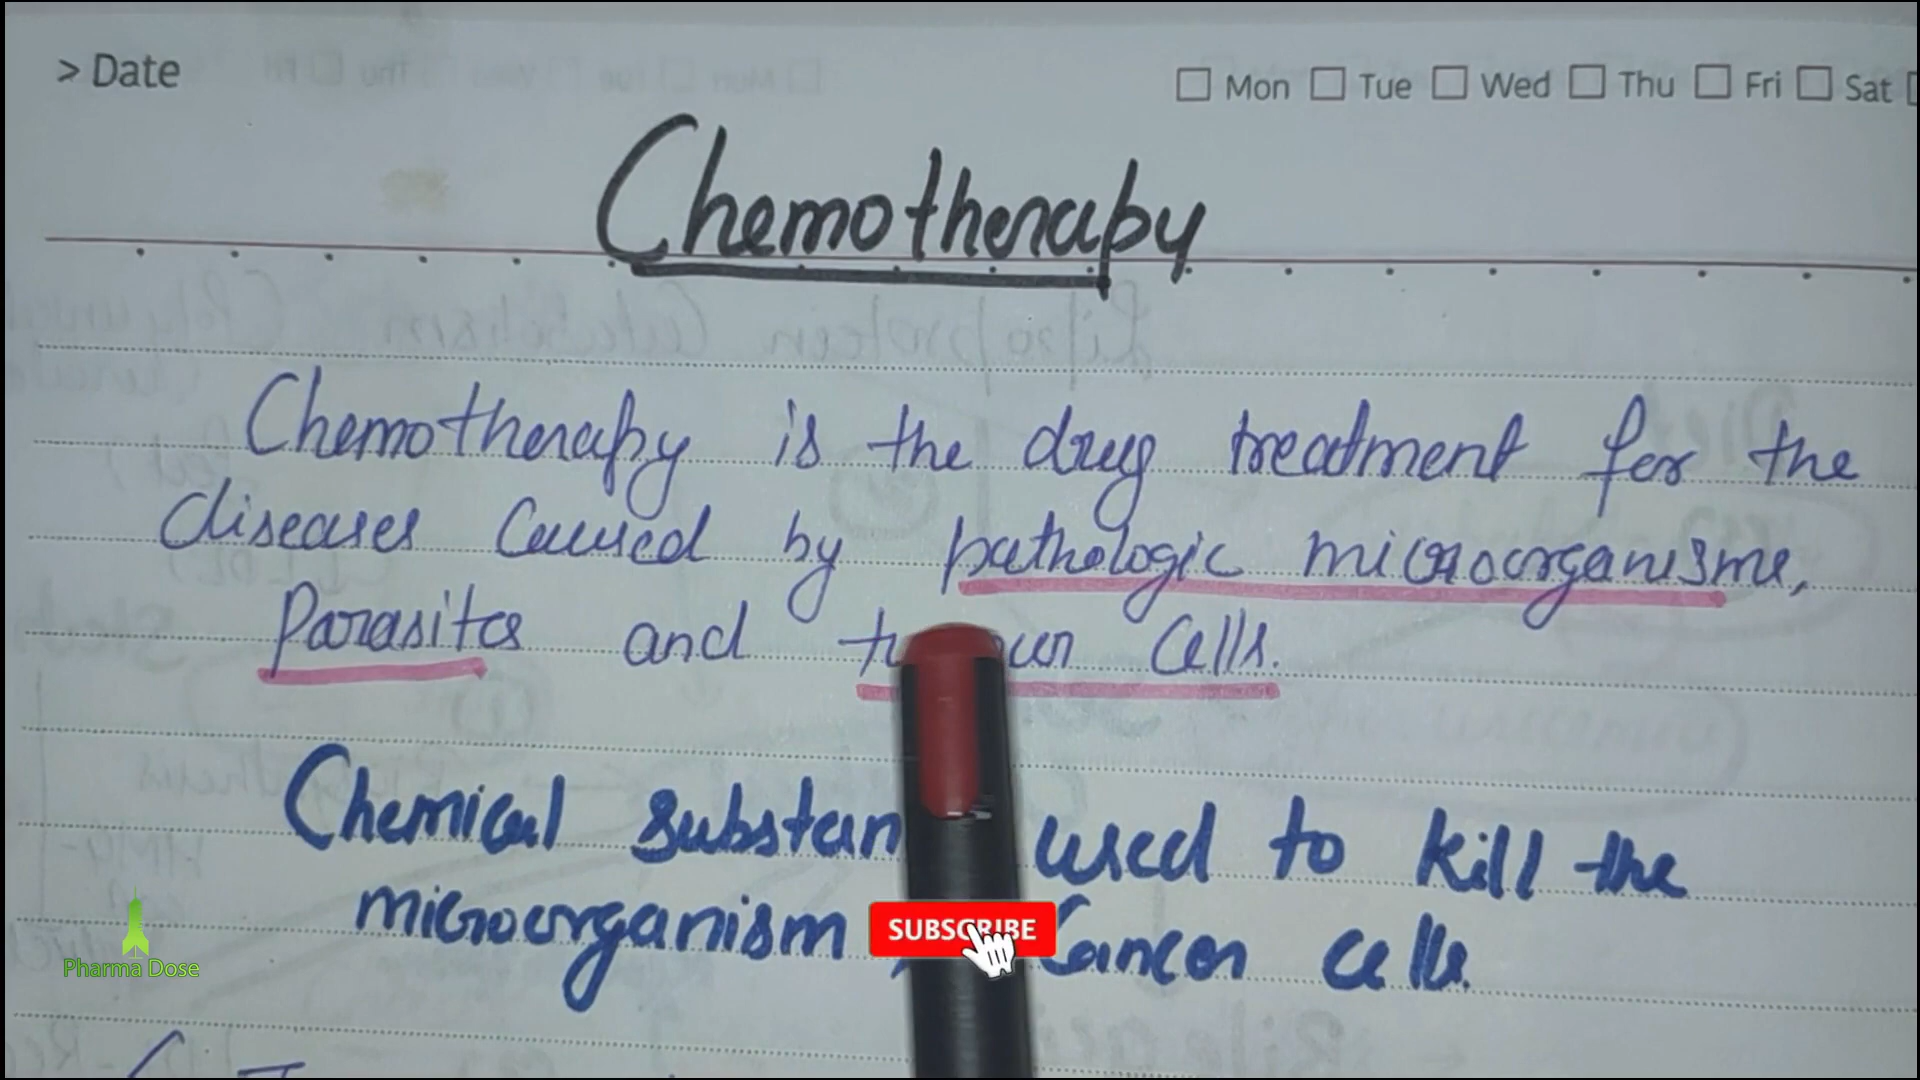 > Date
Mon Tue Wed Thu Fri Sat
Chemotherapy
Chemotherapy is the drug treatment for the
diseases caused by pathologic microorganisms,
Parasites and cells.
Chemical used to kill the
microorganism Cancer cells.
SUBSCRIBE
Pharma Dose